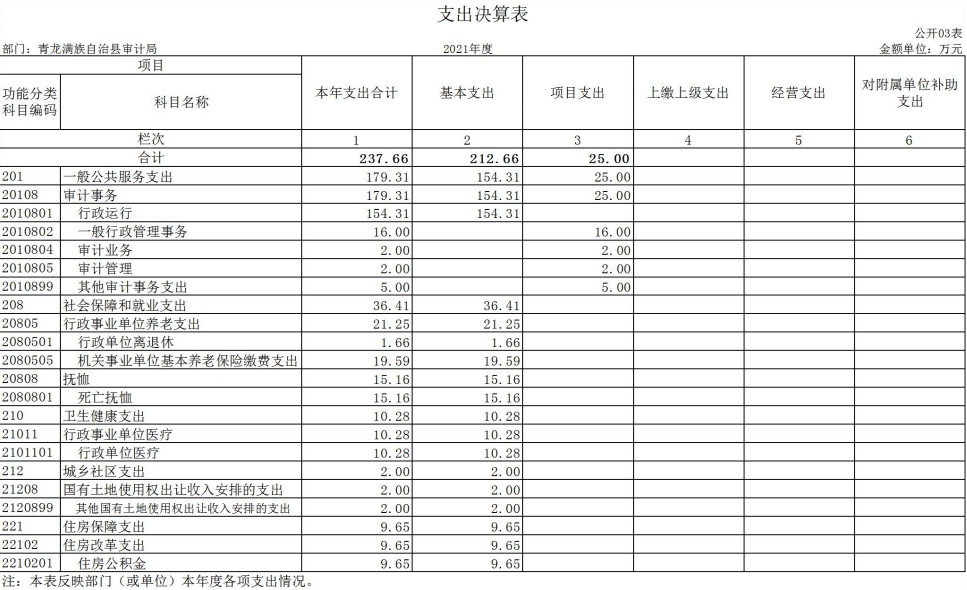 支出决算表
公开03表
部门：青龙满族自治县审计局 2021年度 金额单位：万元
项目 本年支出合计 基本支出 项目支出 上缴上级支出 经营支出 对附属单位补助支出
功能分类科目编码 科目名称
栏次 1 2 3 4 5 6
合计 237.66 212.66 25.00
201 一般公共服务支出 179.31 154.31 25.00
20108 审计事务 179.31 154.31 25.00
2010801 行政运行 154.31 154.31
2010802 一般行政管理事务 16.00 16.00
2010804 审计业务 2.00 2.00
2010805 审计管理 2.00 2.00
2010899 其他审计事务支出 5.00 5.00
208 社会保障和就业支出 36.41 36.41
20805 行政事业单位养老支出 21.25 21.25
2080501 行政单位离退休 1.66 1.66
2080505 机关事业单位基本养老保险缴费支出 19.59 19.59
20808 抚恤 15.16 15.16
2080801 死亡抚恤 15.16 15.16
210 卫生健康支出 10.28 10.28
21011 行政事业单位医疗 10.28 10.28
2101101 行政单位医疗 10.28 10.28
212 城乡社区支出 2.00 2.00
21208 国有土地使用权出让收入安排的支出 2.00 2.00
2120899 其他国有土地使用权出让收入安排的支出 2.00 2.00
221 住房保障支出 9.65 9.65
22102 住房改革支出 9.65 9.65
2210201 住房公积金 9.65 9.65
注：本表反映部门（或单位）本年度各项支出情况。